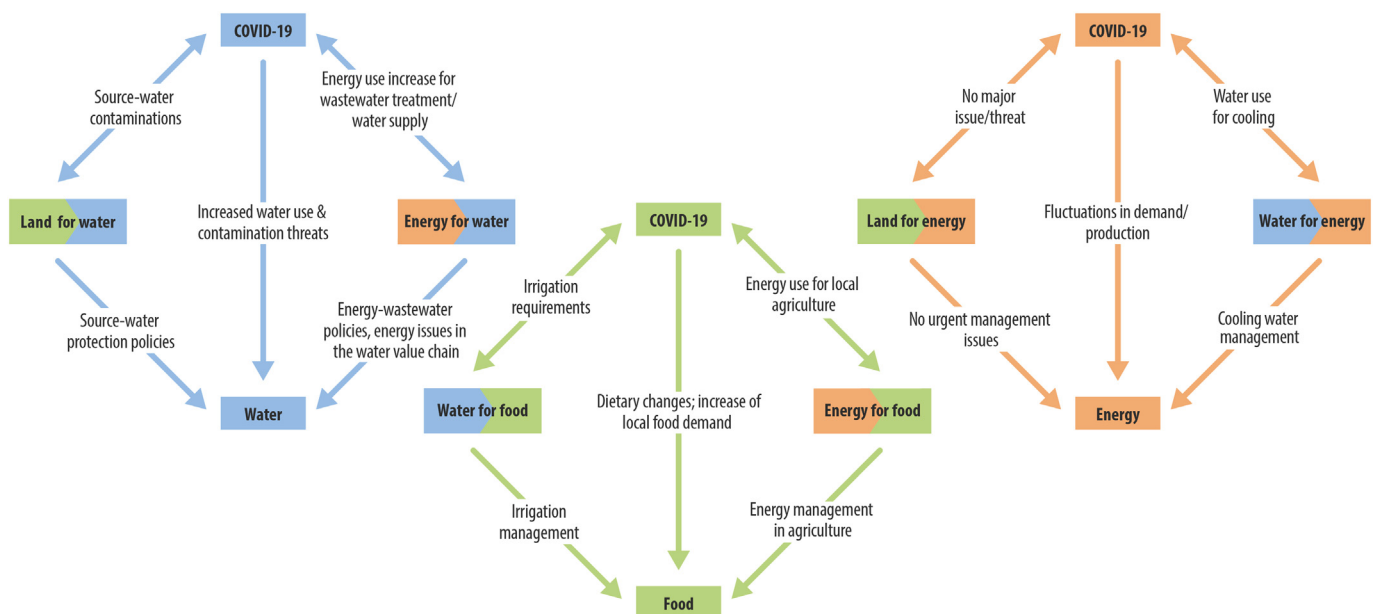 COVID-19
Source-water
contaminations
Energy use increase for
wastewater treatment/
water supply
Land for water
Increased water use &
contamination threats
Energy for water
Source-water
protection policies
Energy-wastewater
policies, energy issues in
the water value chain
Water
COVID-19
Irrigation
requirements
Energy use for local
agriculture
Water for food
Dietary changes; increase of
local food demand
Energy for food
Irrigation
management
Energy management
in agriculture
Food
COVID-19
No major
issue/threat
Water use
for cooling
Land for energy
Fluctuations in demand/
production
Water for energy
No urgent management
issues
Cooling water
management
Energy